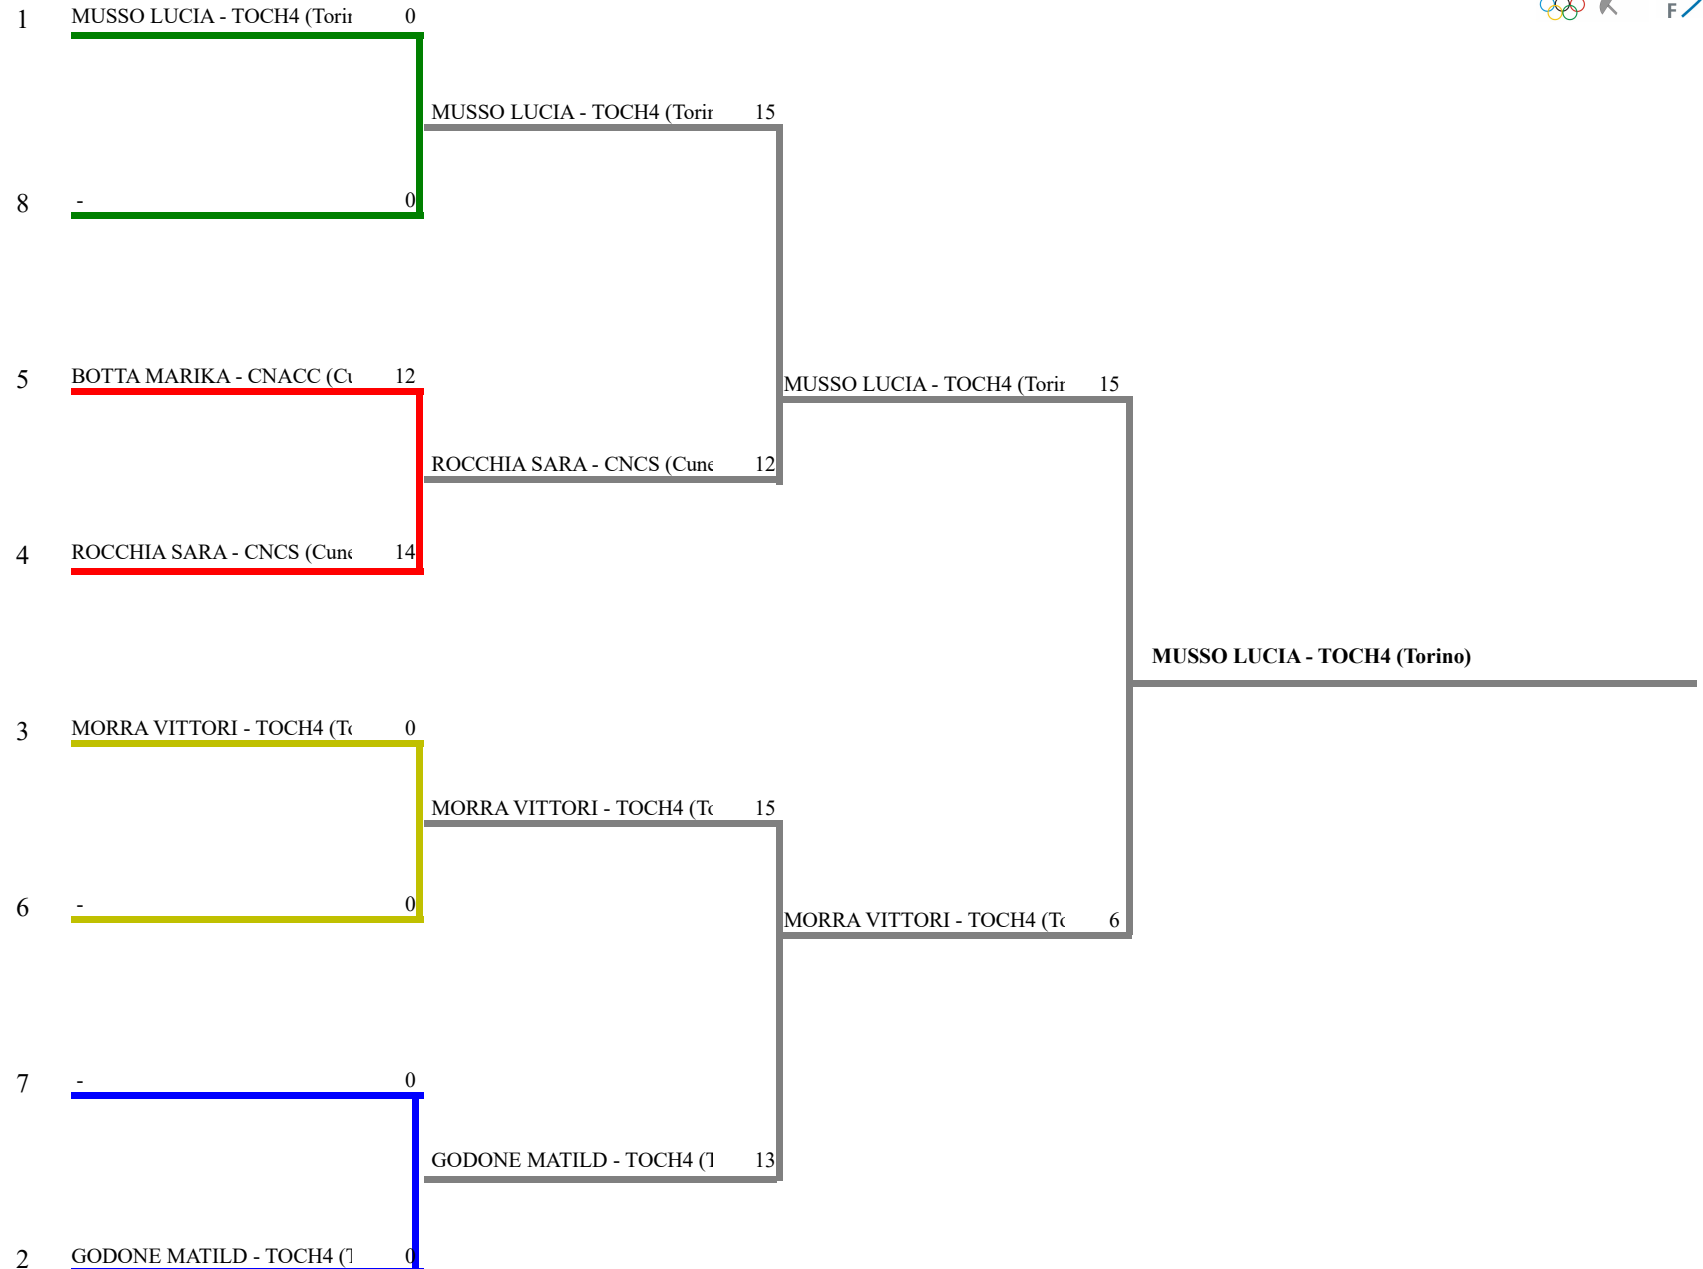 1 MUSSO LUCIA - TOCH4 (Torin 0
MUSSO LUCIA - TOCH4 (Torin 15
8 - 0
5 BOTTA MARIKA - CNACC (Cu 12
MUSSO LUCIA - TOCH4 (Torin 15
ROCCHIA SARA - CNCS (Cune 12
4 ROCCHIA SARA - CNCS (Cune 14
MUSSO LUCIA - TOCH4 (Torino)
3 MORRA VITTORI - TOCH4 (To 0
MORRA VITTORI - TOCH4 (To 15
6 - 0
MORRA VITTORI - TOCH4 (To 6
7 - 0
GODONE MATILD - TOCH4 (T 13
2 GODONE MATILD - TOCH4 (T 0
F